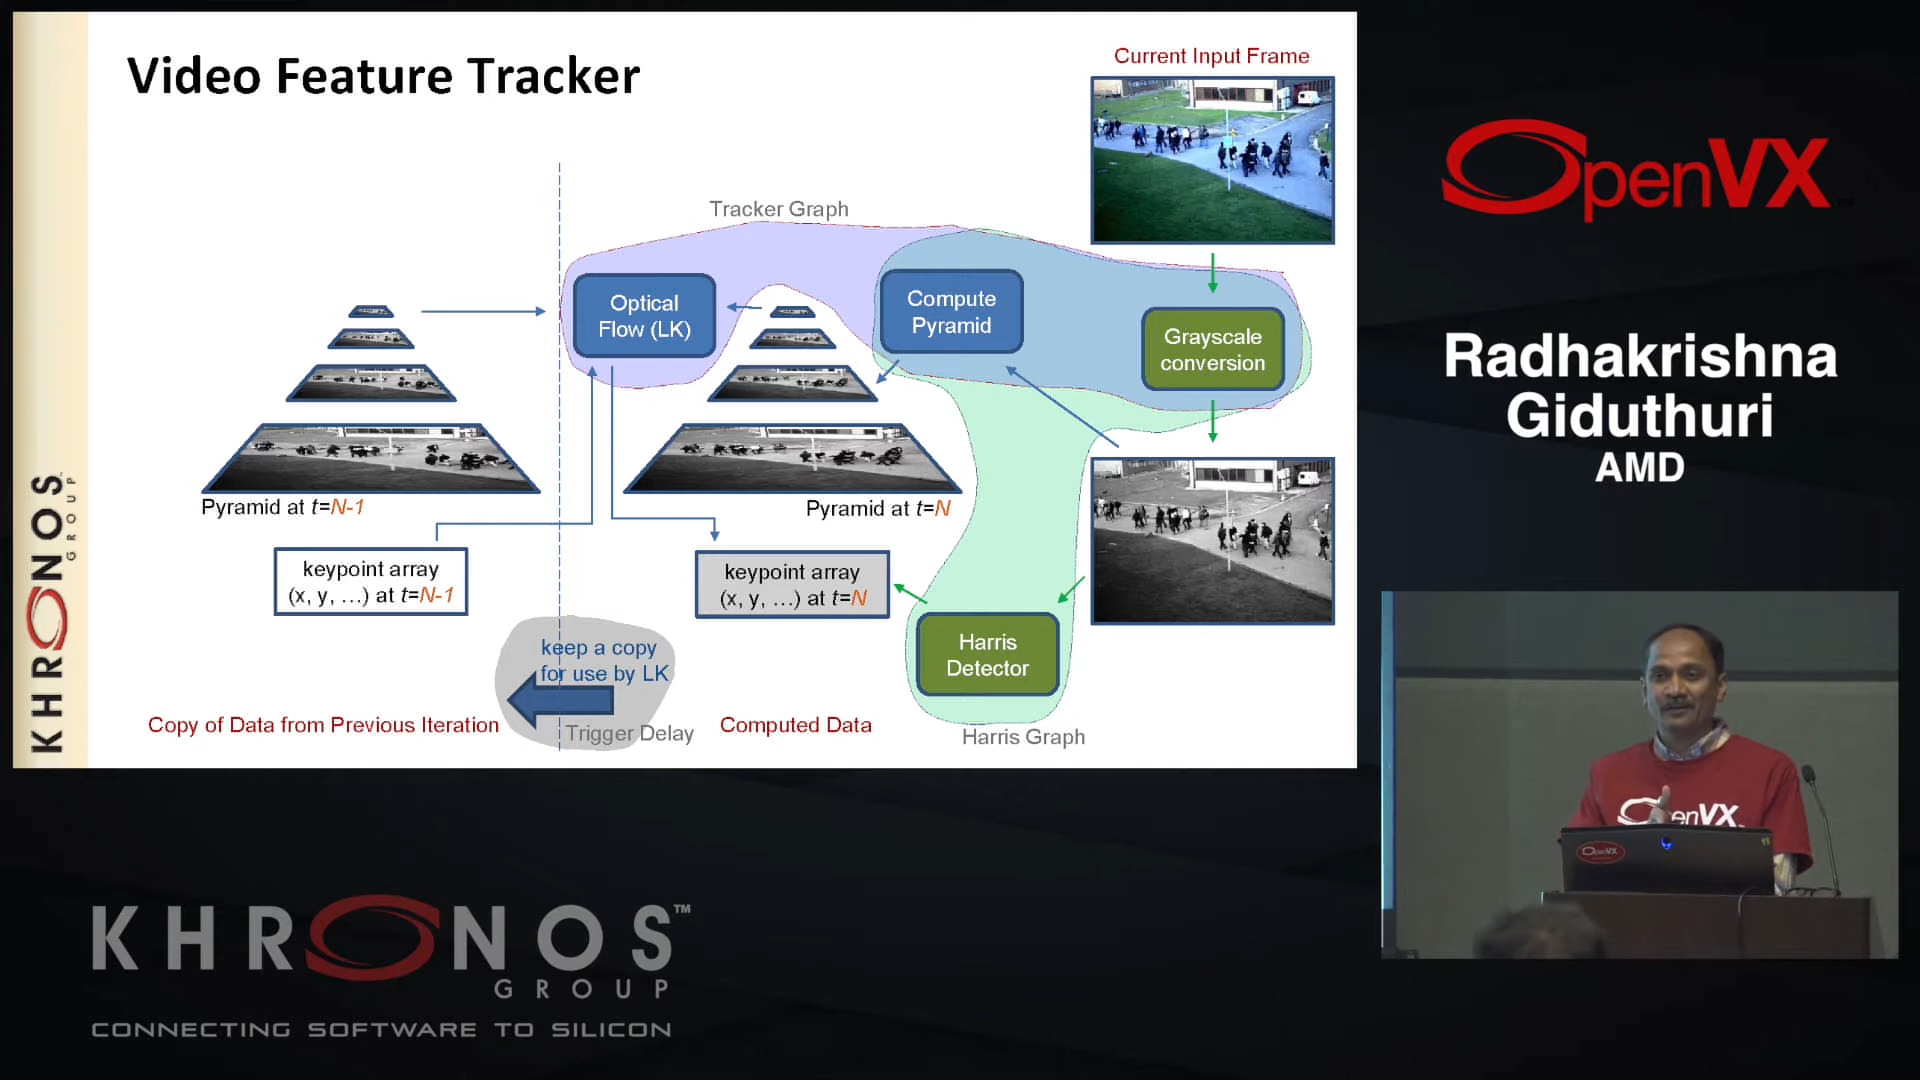 Video Feature Tracker
Current Input Frame
Tracker Graph
Optical
Flow (LK)
Compute
Pyramid
Grayscale
conversion
Pyramid at t=N-1
Pyramid at t=N
keypoint array
(x, y, …) at t=N-1
keypoint array
(x, y, …) at t=N
Harris
Detector
keep a copy
for use by LK
Trigger Delay
Copy of Data from Previous Iteration
Computed Data
Harris Graph
KHRONOS
GROUP
OpenVX™
Radhakrishna
Giduthuri
AMD
OpenVX
OpenVX
KHRONOS™
GROUP
CONNECTING SOFTWARE TO SILICON